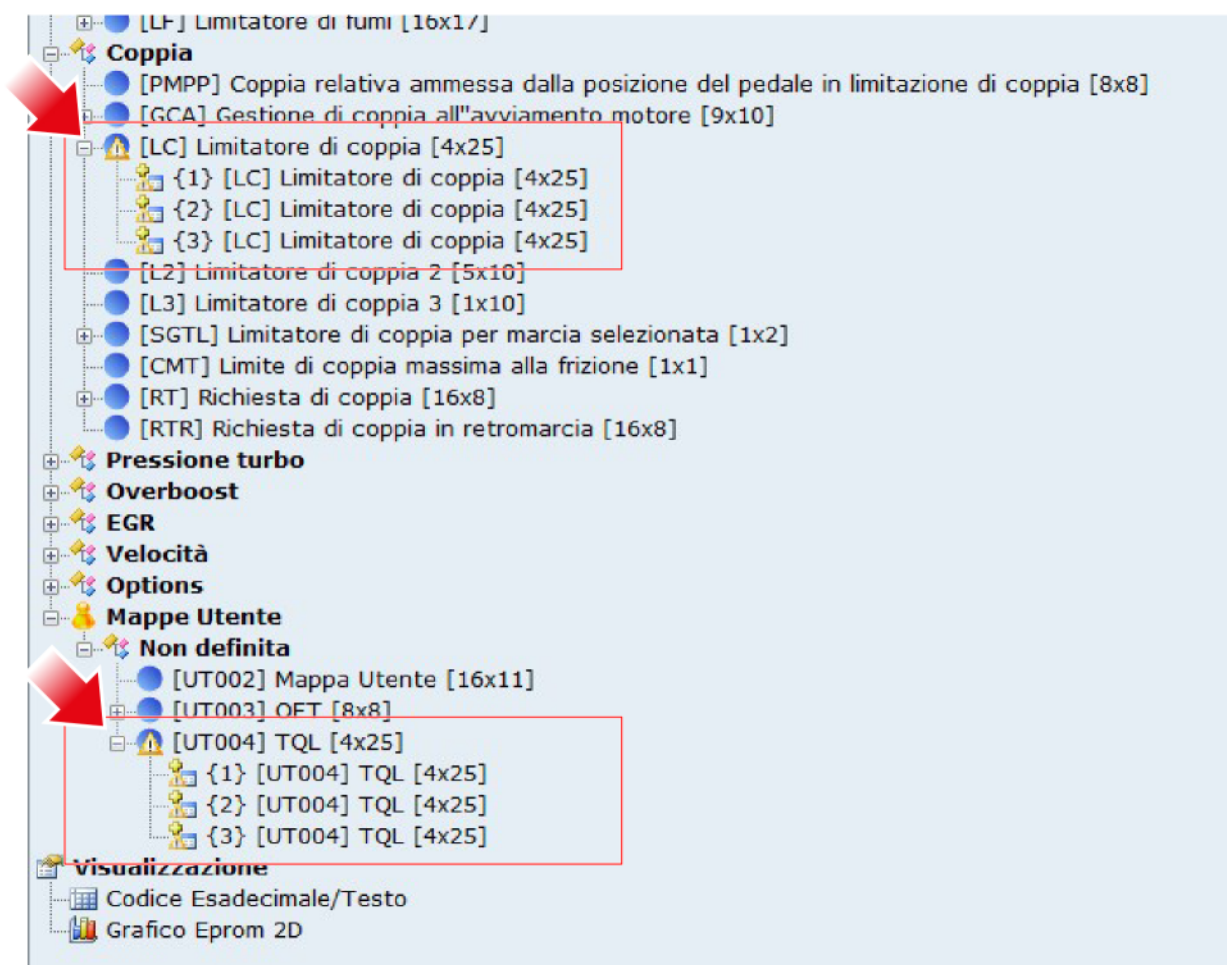 [LF] Limitatore di fumi [16x17]
Coppia
[PMPP] Coppia relativa ammessa dalla posizione del pedale in limitazione di coppia [8x8]
[GCA] Gestione di coppia all"avviamento motore [9x10]
[LC] Limitatore di coppia [4x25]
{1} [LC] Limitatore di coppia [4x25]
{2} [LC] Limitatore di coppia [4x25]
{3} [LC] Limitatore di coppia [4x25]
[L2] Limitatore di coppia 2 [5x10]
[L3] Limitatore di coppia 3 [1x10]
[SGTL] Limitatore di coppia per marcia selezionata [1x2]
[CMT] Limite di coppia massima alla frizione [1x1]
[RT] Richiesta di coppia [16x8]
[RTR] Richiesta di coppia in retromarcia [16x8]
Pressione turbo
Overboost
EGR
Velocità
Options
Mappe Utente
Non definita
[UT002] Mappa Utente [16x11]
[UT003] OFT [8x8]
[UT004] TQL [4x25]
{1} [UT004] TQL [4x25]
{2} [UT004] TQL [4x25]
{3} [UT004] TQL [4x25]
Visualizzazione
Codice Esadecimale/Testo
Grafico Eprom 2D